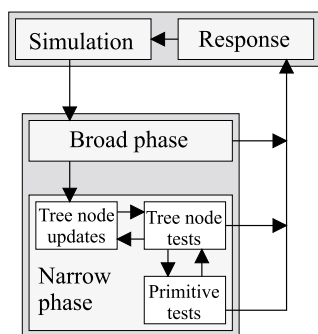 Simulation
Response
Broad phase
Tree node
updates
Tree node
tests
Narrow
phase
Primitive
tests